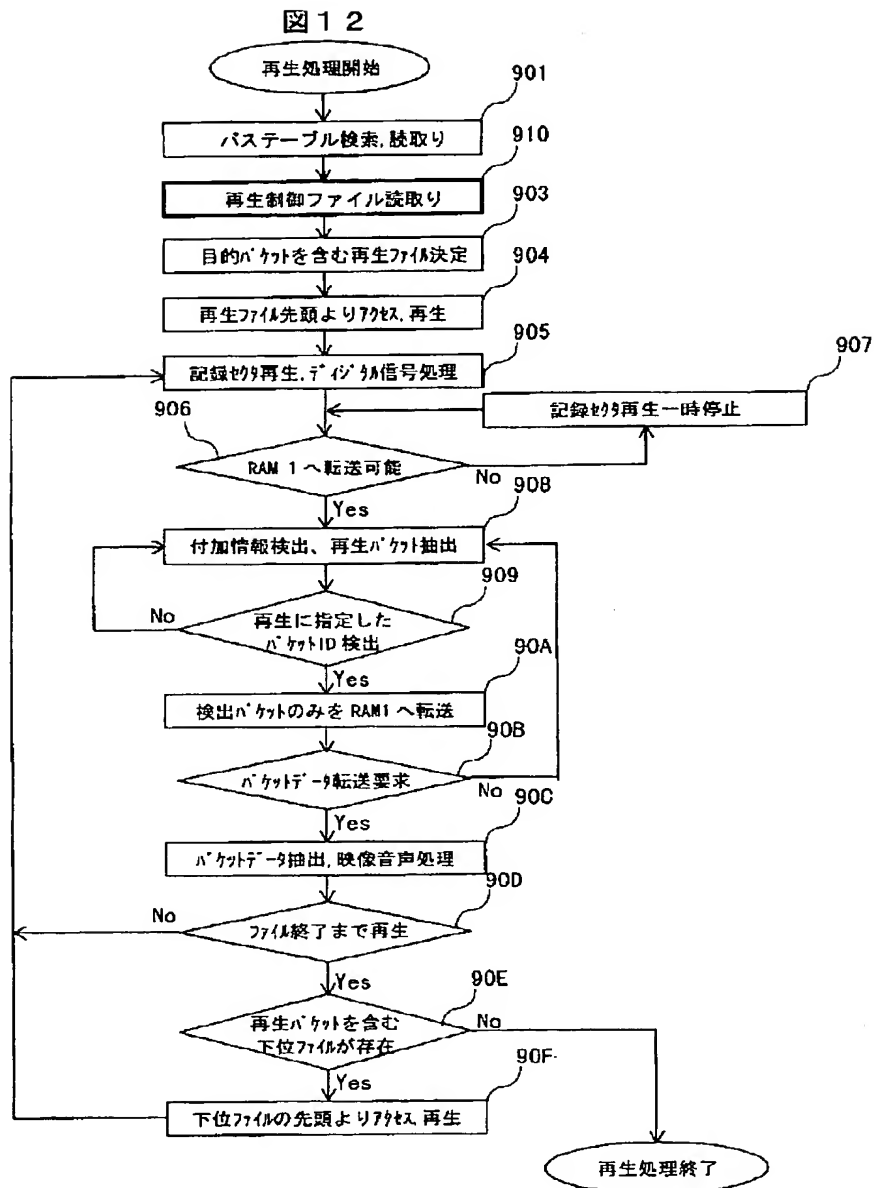 図12
再生処理開始
901
パステーブル検索,読取り
910
再生制御ファイル読取り
903
目的パケットを含む再生ファイル決定
904
再生ファイル先頭よりアクセス,再生
905
記録セクタ再生,ディジタル信号処理
907
記録セクタ再生一時停止
906
RAM 1 へ転送可能
No
Yes
908
付加情報検出、再生パケット抽出
909
再生に指定した
パケットID 検出
No
Yes
90A
検出パケットのみを RAM1 へ転送
90B
パケットデータ転送要求
No
Yes
90C
パケットデータ抽出,映像音声処理
90D
ファイル終了まで再生
No
Yes
90E
再生パケットを含む
下位ファイルが存在
No
Yes
90F
下位ファイルの先頭よりアクセス,再生
再生処理終了